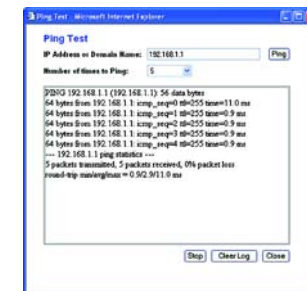 Ping Test - Microsoft Internet Explorer
Ping Test
IP Address or Domain Name: 192.168.1.1 Ping
Number of times to Ping: 5
PING 192.168.1.1 (192.168.1.1): 56 data bytes
64 bytes from 192.168.1.1: icmp_seq=0 ttl=255 time=11.0 ms
64 bytes from 192.168.1.1: icmp_seq=1 ttl=255 time=0.9 ms
64 bytes from 192.168.1.1: icmp_seq=2 ttl=255 time=0.9 ms
64 bytes from 192.168.1.1: icmp_seq=3 ttl=255 time=0.9 ms
64 bytes from 192.168.1.1: icmp_seq=4 ttl=255 time=0.9 ms
--- 192.168.1.1 ping statistics ---
5 packets transmitted, 5 packets received, 0% packet loss
round-trip min/avg/max = 0.9/2.9/11.0 ms
Stop Clear Log Close